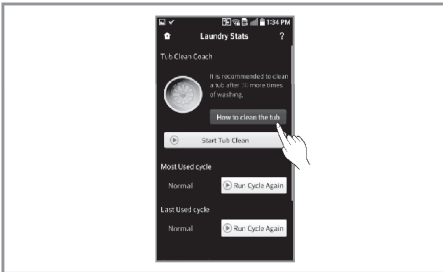 1:34 PM
Laundry Stats ?
Tub Clean Coach
It is recommended to clean
a tub after 30 more times
of washing.
How to clean the tub
Start Tub Clean
Most Used cycle
Normal Run Cycle Again
Last Used cycle
Normal Run Cycle Again